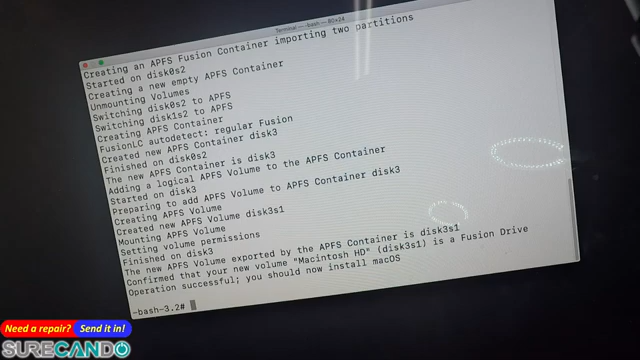 Terminal — -bash — 80×24
Creating an APFS Fusion Container importing two partitions
Started on disk0s2
Creating a new empty APFS Container
Unmounting Volumes
Switching disk0s2 to APFS
Switching disk1s2 to APFS
Creating APFS Container
FusionLC autodetect: regular Fusion
Created new APFS Container disk3
Finished on disk0s2
The new APFS Container is disk3
Adding a logical APFS Volume to the APFS Container
Started on disk3
Preparing to add APFS Volume to APFS Container disk3
Creating APFS Volume
Created new APFS Volume disk3s1
Mounting APFS Volume
Setting volume permissions
Finished on disk3
The new APFS Volume exported by the APFS Container is disk3s1
Confirmed that your new volume "Macintosh HD" (disk3s1) is a Fusion Drive
Operation successful; you should now install macOS
-bash-3.2#
Need a repair? Send it in!
SURECANDO